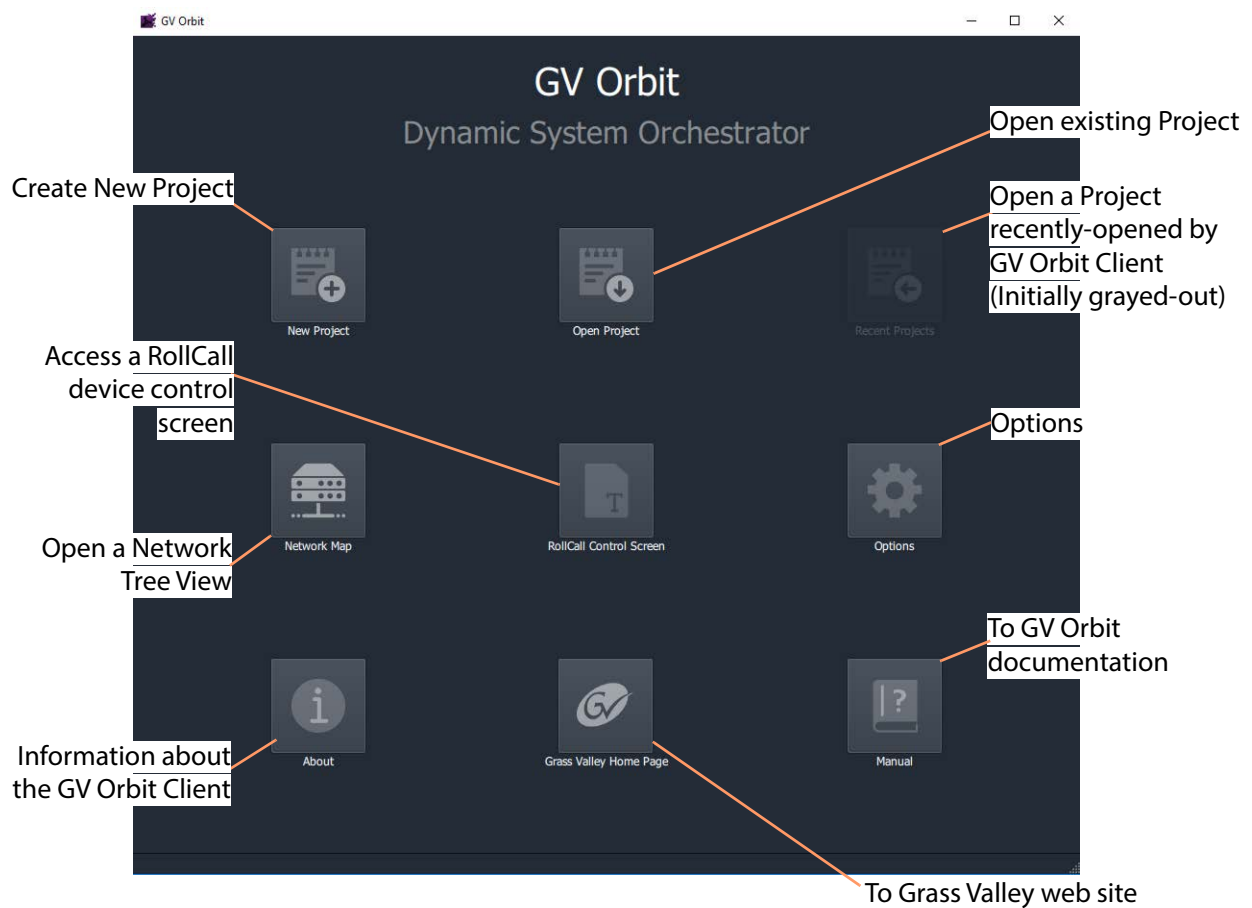 GV Orbit
GV Orbit
Dynamic System Orchestrator
Open existing Project
Create New Project
Open a Project
recently-opened by
GV Orbit Client
(Initially grayed-out)
New Project
Open Project
Recent Projects
Access a RollCall
device control
screen
Options
T
Network Map
RollCall Control Screen
Options
Open a Network
Tree View
To GV Orbit
documentation
i
GV
?
About
Grass Valley Home Page
Manual
Information about
the GV Orbit Client
To Grass Valley web site